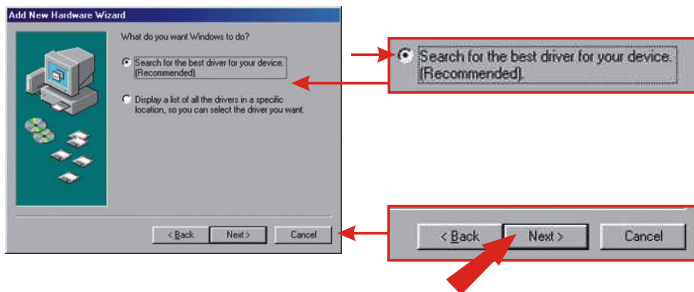 Add New Hardware Wizard
What do you want Windows to do?
Search for the best driver for your device.
(Recommended).
Display a list of all the drivers in a specific
location, so you can select the driver you want.
< Back
Next >
Cancel
Search for the best driver for your device.
(Recommended).
< Back
Next >
Cancel